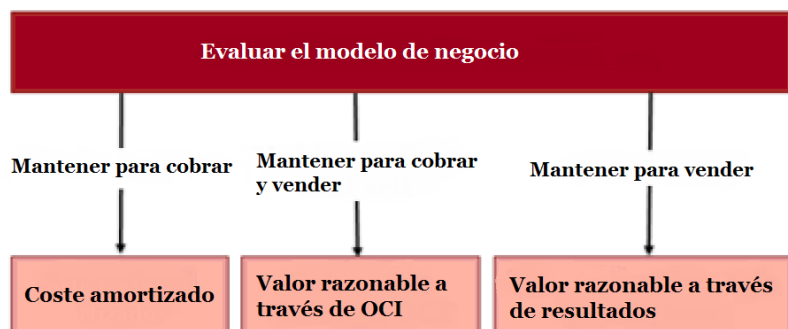 Evaluar el modelo de negocio
Mantener para cobrar
Mantener para cobrar
y vender
Mantener para vender
Coste amortizado
Valor razonable a
través de OCI
Valor razonable a través
de resultados